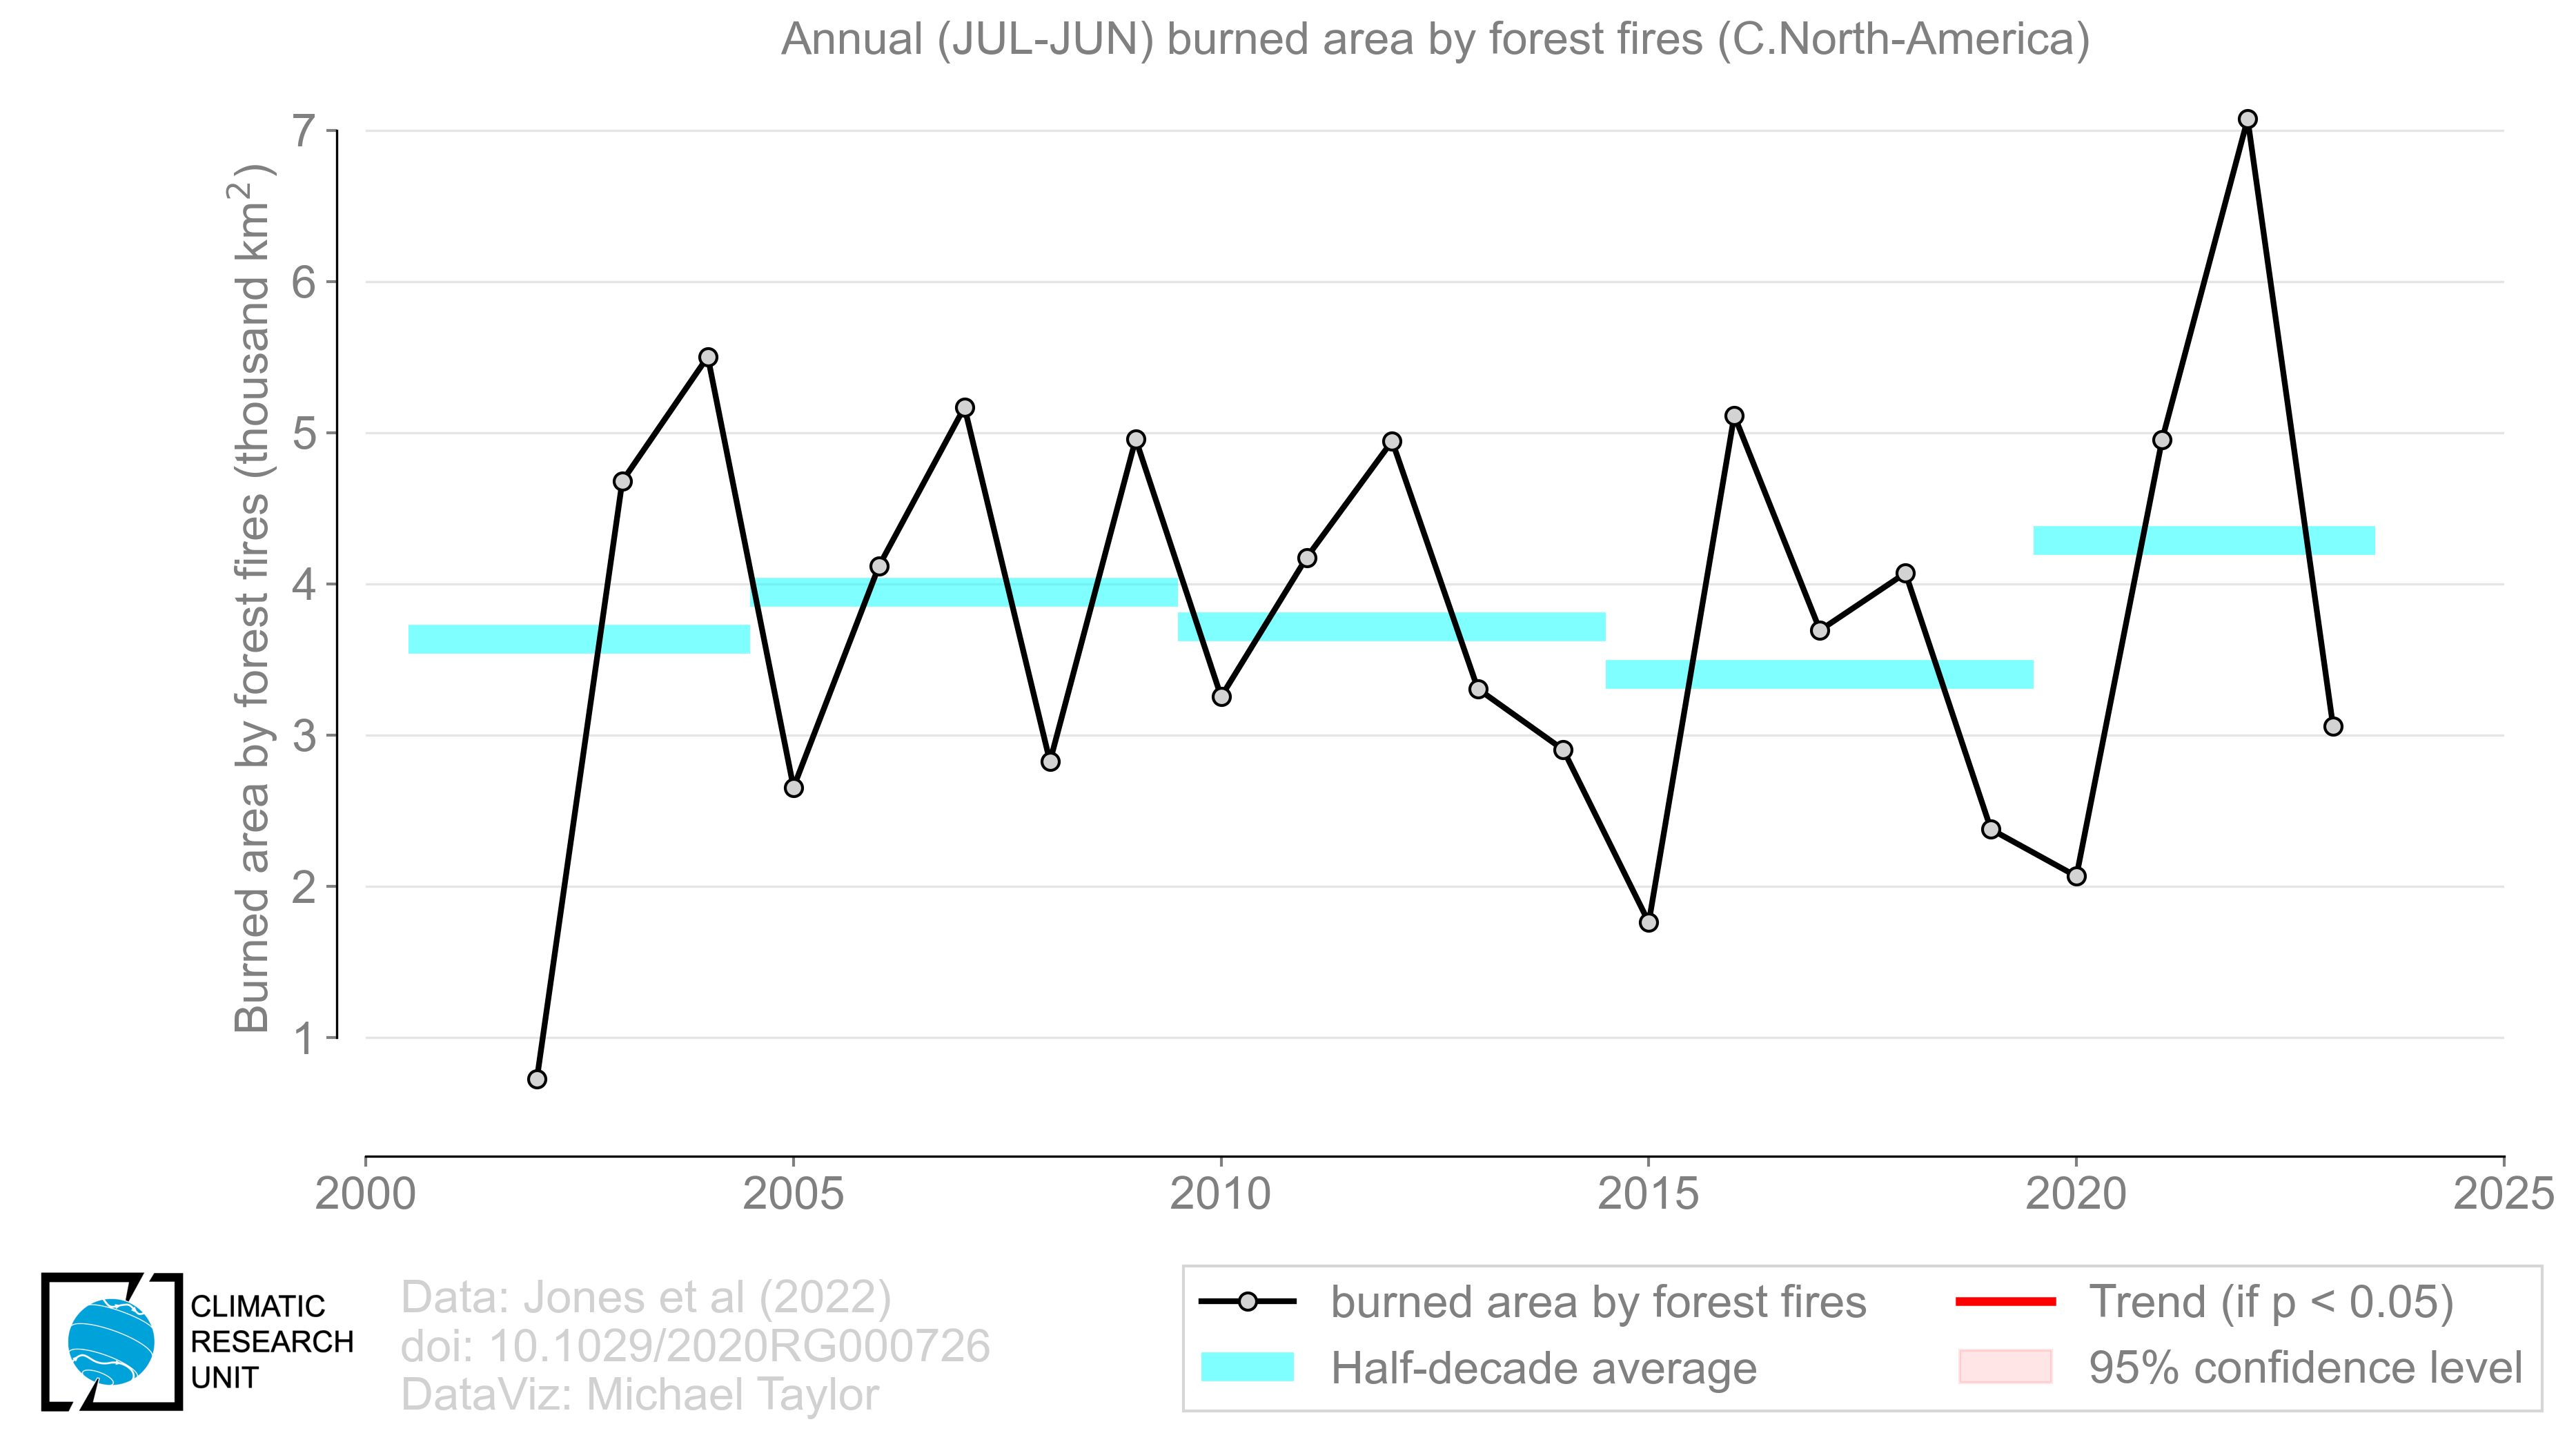 Annual (JUL-JUN) burned area by forest fires (C.North-America)
Burned area by forest fires (thousand km²)
7
6
5
4
3
2
1
2000 2005 2010 2015 2020 2025
CLIMATIC
RESEARCH
UNIT
Data: Jones et al (2022)
doi: 10.1029/2020RG000726
DataViz: Michael Taylor
burned area by forest fires
Half-decade average
Trend (if p < 0.05)
95% confidence level